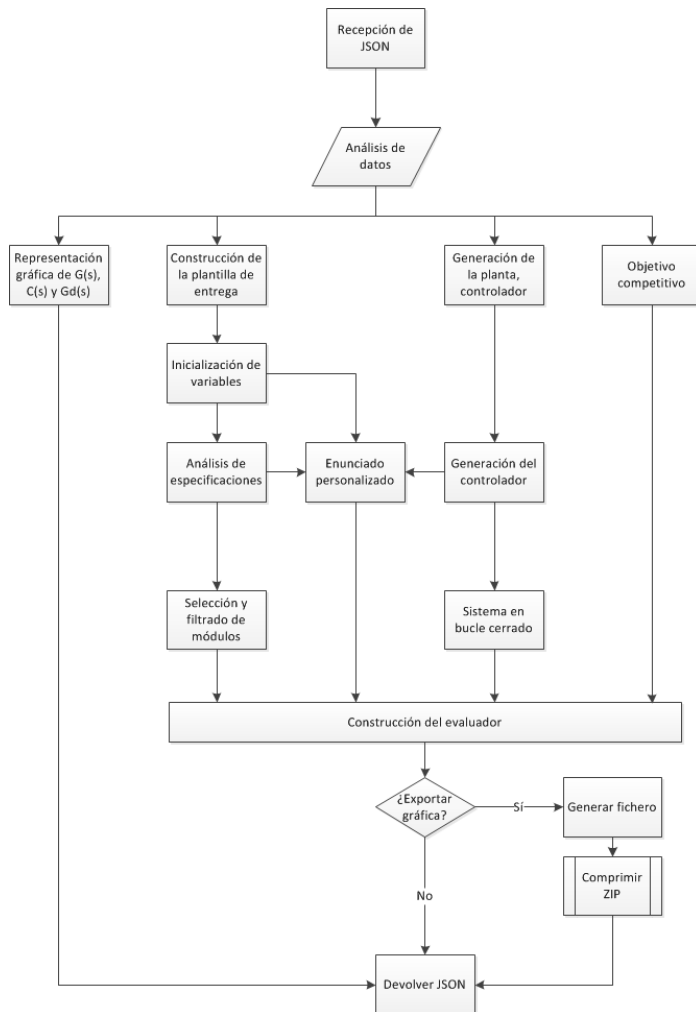 Recepción de
JSON
Análisis de
datos
Representación
gráfica de G(s),
C(s) y Gd(s)
Construcción de
la plantilla de
entrega
Generación de
la planta,
controlador
Objetivo
competitivo
Inicialización de
variables
Análisis de
especificaciones
Enunciado
personalizado
Generación del
controlador
Selección y
filtrado de
módulos
Sistema en
bucle cerrado
Construcción del evaluador
¿Exportar
gráfica?
Sí
Generar fichero
Comprimir
ZIP
No
Devolver JSON